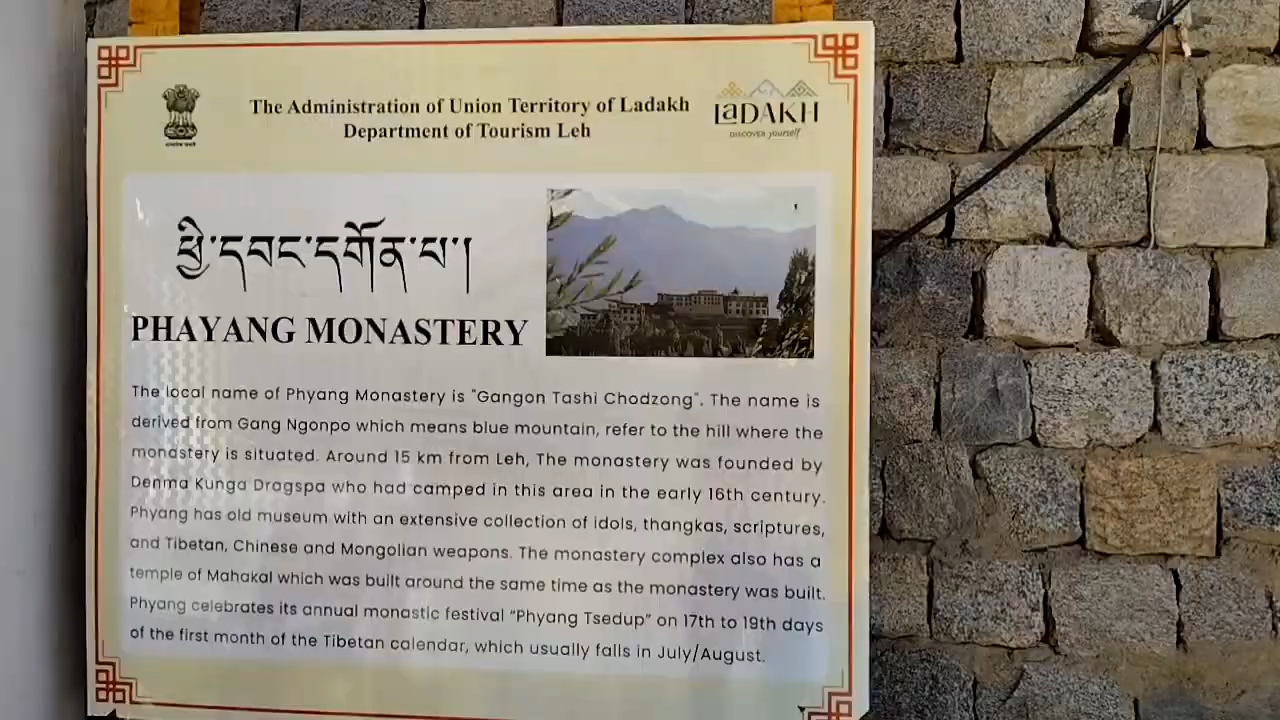 The Administration of Union Territory of Ladakh
Department of Tourism Leh
LaDAKH
DISCOVER yourself
ཕྱི་དབང་དགོན་པ་།
PHAYANG MONASTERY
The local name of Phyang Monastery is "Gangon Tashi Chodzong". The name is
derived from Gang Ngonpo which means blue mountain, refer to the hill where the
monastery is situated. Around 15 km from Leh, The monastery was founded by
Denma Kunga Dragspa who had camped in this area in the early 16th century.
Phyang has old museum with an extensive collection of idols, thangkas, scriptures,
and Tibetan, Chinese and Mongolian weapons. The monastery complex also has a
temple of Mahakal which was built around the same time as the monastery was built.
Phyang celebrates its annual monastic festival “Phyang Tsedup” on 17th to 19th days
of the first month of the Tibetan calendar, which usually falls in July/August.